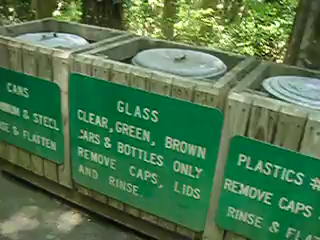 CANS
& STEEL
& FLATTEN
GLASS
CLEAR, GREEN, BROWN
JARS & BOTTLES ONLY
REMOVE CAPS, LIDS
AND RINSE.
PLASTICS #
REMOVE CAPS
RINSE &